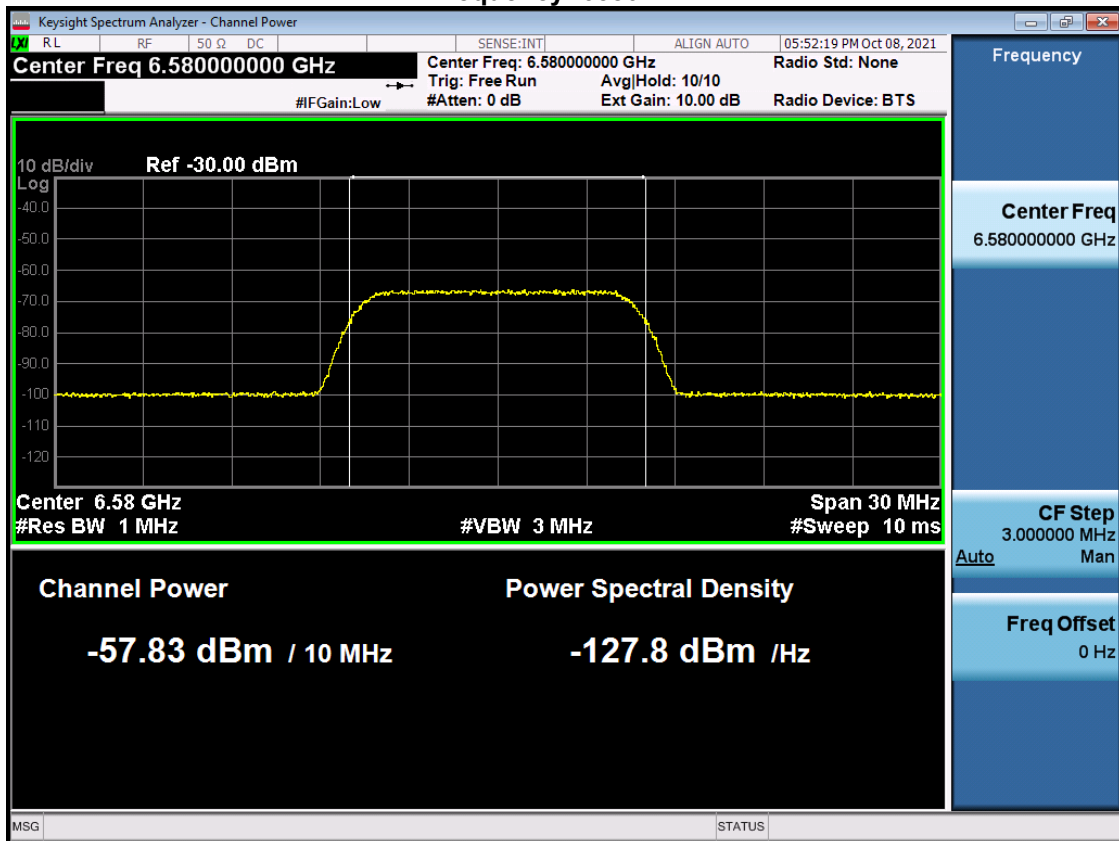 Keysight Spectrum Analyzer - Channel Power
LXI RL RF 50 Ω DC SENSE:INT ALIGN AUTO 05:52:19 PM Oct 08, 2021
Center Freq 6.580000000 GHz
Center Freq: 6.580000000 GHz Radio Std: None
Trig: Free Run Avg|Hold: 10/10
#IFGain:Low #Atten: 0 dB Ext Gain: 10.00 dB Radio Device: BTS
10 dB/div Ref -30.00 dBm
Log
-40.0
-50.0
-60.0
-70.0
-80.0
-90.0
-100
-110
-120
Center 6.58 GHz Span 30 MHz
#Res BW 1 MHz #VBW 3 MHz #Sweep 10 ms
Channel Power Power Spectral Density
-57.83 dBm / 10 MHz -127.8 dBm /Hz
Frequency
Center Freq
6.580000000 GHz
CF Step
3.000000 MHz
Auto Man
Freq Offset
0 Hz
MSG STATUS